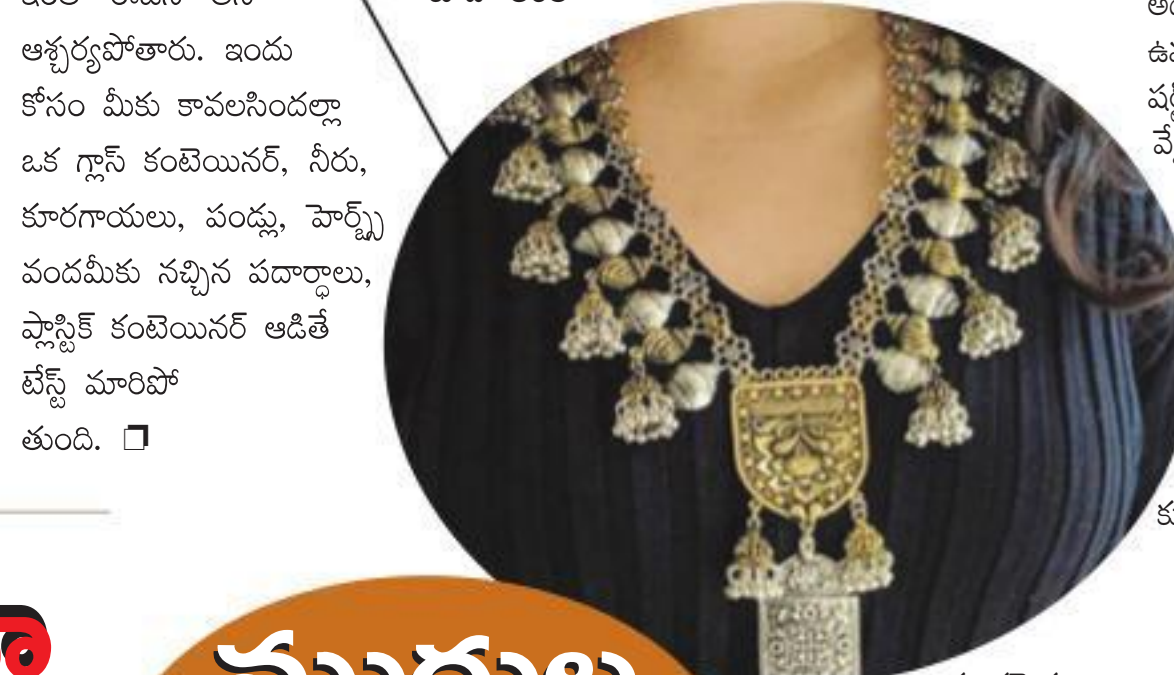 ఆశ్చర్యపోతారు. ఇందు
కోసం మీకు కావలసిందల్లా
ఒక గ్లాస్ కంటెయినర్, నీరు,
కూరగాయలు, పండ్లు, హెర్బ్స్
వందమీకు నచ్చిన పదార్థాలు,
ప్లాస్టిక్ కంటెయినర్ ఆడితే
టేస్ట్ మారిపో
తుంది.